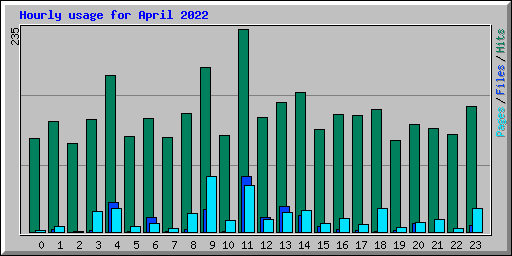 Hourly usage for April 2022
235
Pages / Files / Hits
0 1 2 3 4 5 6 7 8 9 10 11 12 13 14 15 16 17 18 19 20 21 22 23